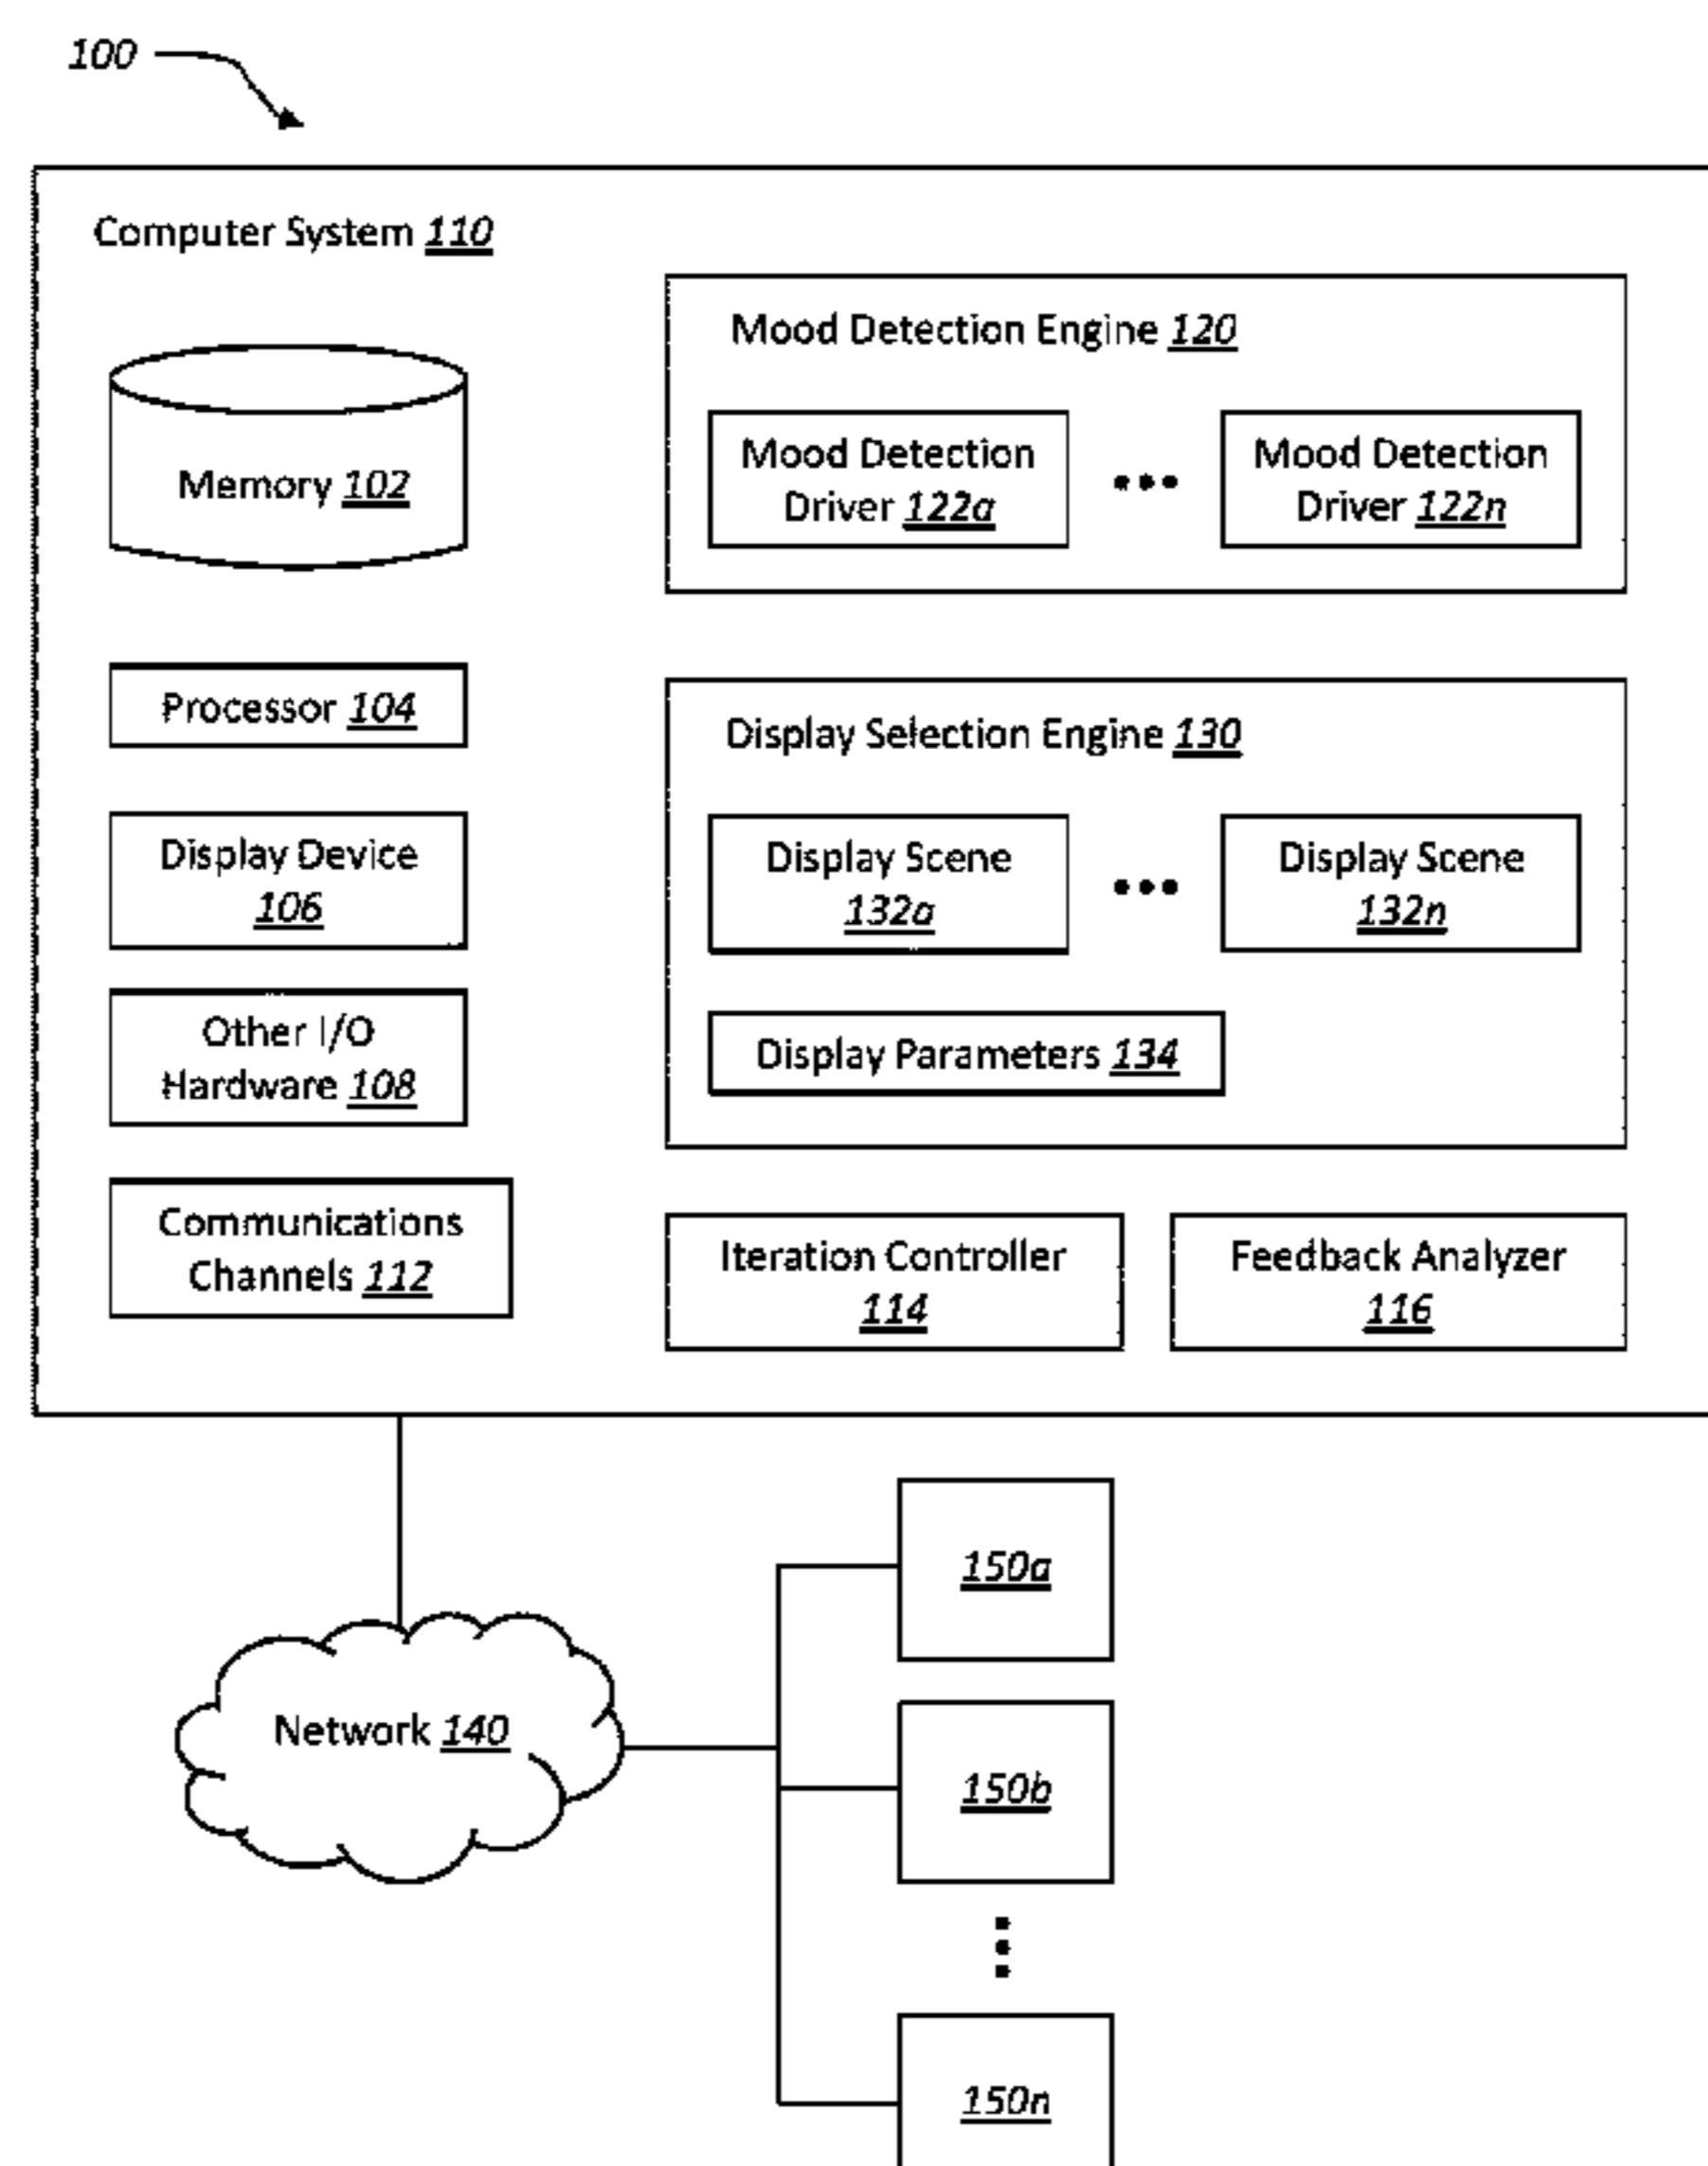 100
Computer System 110
Memory 102
Processor 104
Display Device
106
Other I/O
Hardware 108
Communications
Channels 112
Mood Detection Engine 120
Mood Detection
Driver 122a
Mood Detection
Driver 122n
Display Selection Engine 130
Display Scene
132a
Display Scene
132n
Display Parameters 134
Iteration Controller
114
Feedback Analyzer
116
Network 140
150a
150b
150n